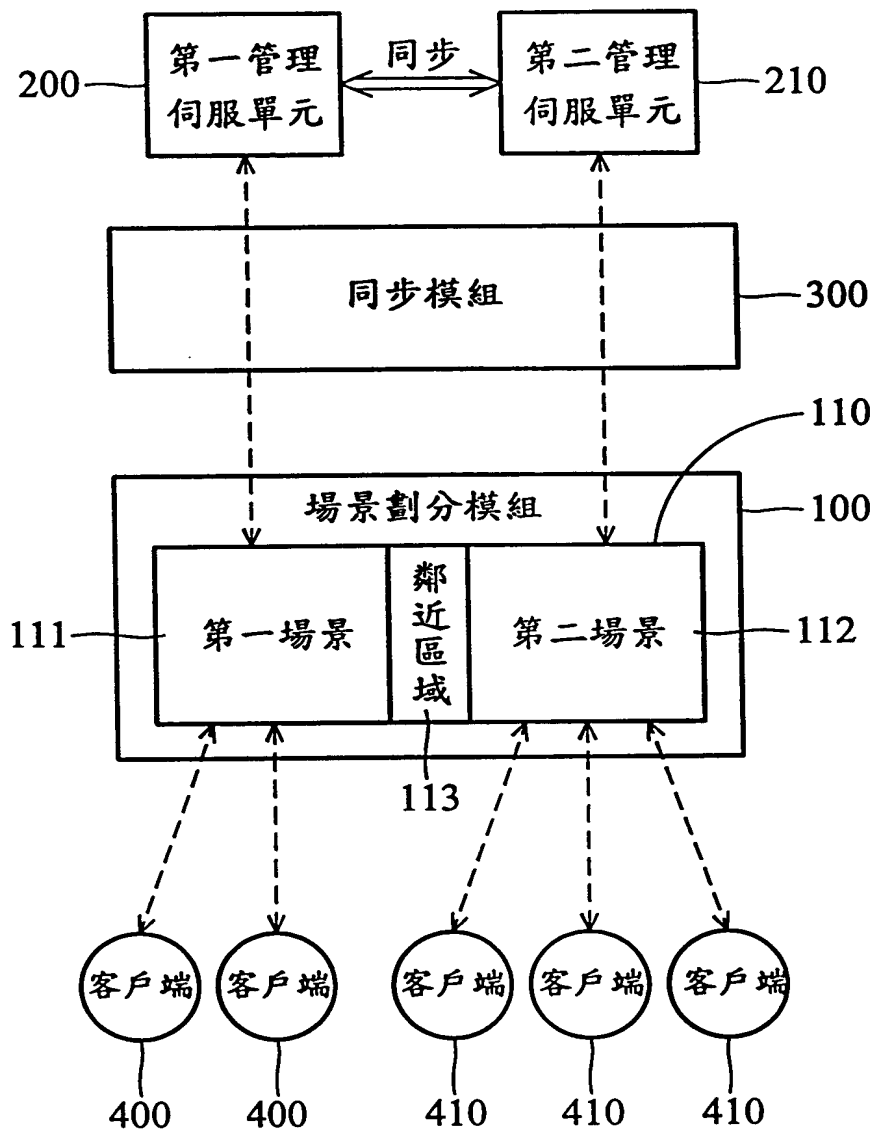 第一管理
伺服單元
200
同步
第二管理
伺服單元
210
同步模組
300
110
場景劃分模組
100
111
第一場景
鄰近區域
第二場景
112
113
客戶端
客戶端
客戶端
客戶端
客戶端
400
400
410
410
410